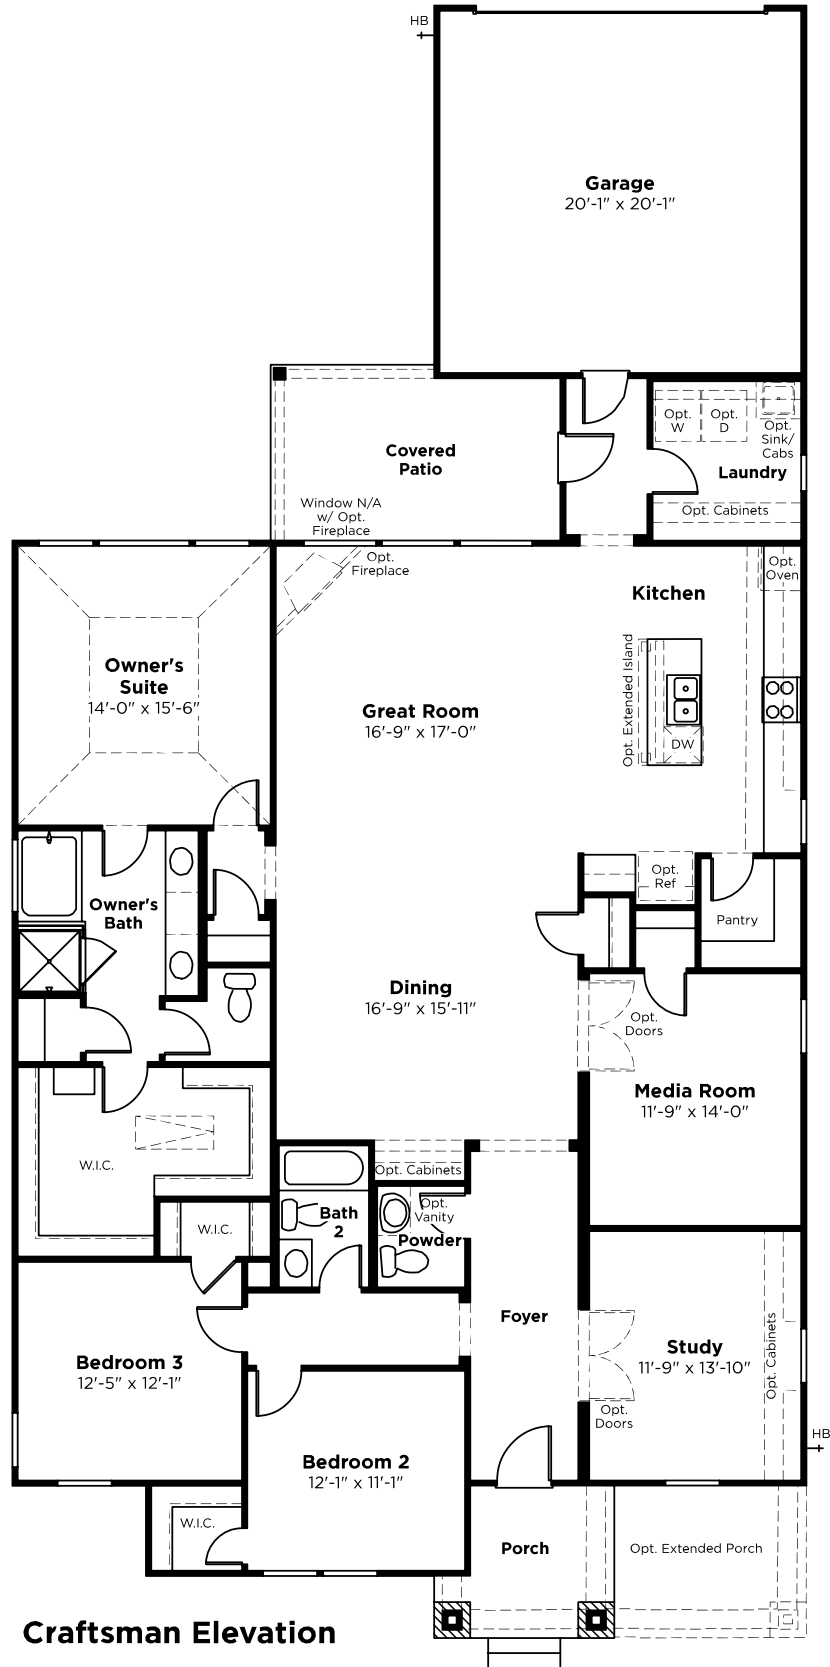 HB
Garage
20'-1" x 20'-1"
Opt.
W
Opt.
D
Opt.
Sink/
Cabs
Laundry
Opt. Cabinets
Covered
Patio
Window N/A
w/ Opt.
Fireplace
Opt.
Fireplace
Kitchen
Opt.
Oven
Owner's
Suite
14'-0" x 15'-6"
Great Room
16'-9" x 17'-0"
Opt. Extended Island
DW
Opt.
Ref
Pantry
Owner's
Bath
Dining
16'-9" x 15'-11"
Opt.
Doors
Media Room
11'-9" x 14'-0"
W.I.C.
Opt. Cabinets
W.I.C.
Bath
2
Opt.
Vanity
Powder
Foyer
Study
11'-9" x 13'-10"
Opt. Cabinets
Opt.
Doors
Bedroom 3
12'-5" x 12'-1"
HB
Bedroom 2
12'-1" x 11'-1"
W.I.C.
Porch
Opt. Extended Porch
Craftsman Elevation